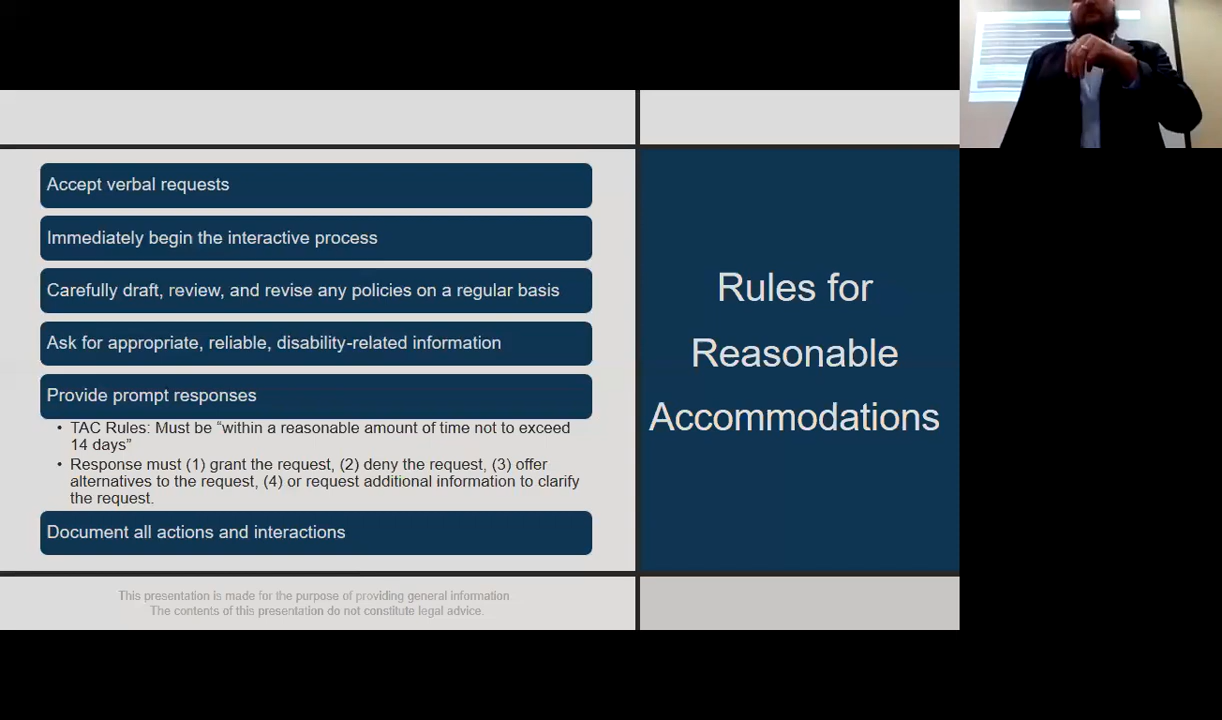 Accept verbal requests
Immediately begin the interactive process
Carefully draft, review, and revise any policies on a regular basis
Ask for appropriate, reliable, disability-related information
Provide prompt responses
• TAC Rules: Must be “within a reasonable amount of time not to exceed
14 days”
• Response must (1) grant the request, (2) deny the request, (3) offer
alternatives to the request, (4) or request additional information to clarify
the request.
Document all actions and interactions
Rules for
Reasonable
Accommodations
This presentation is made for the purpose of providing general information
The contents of this presentation do not constitute legal advice.